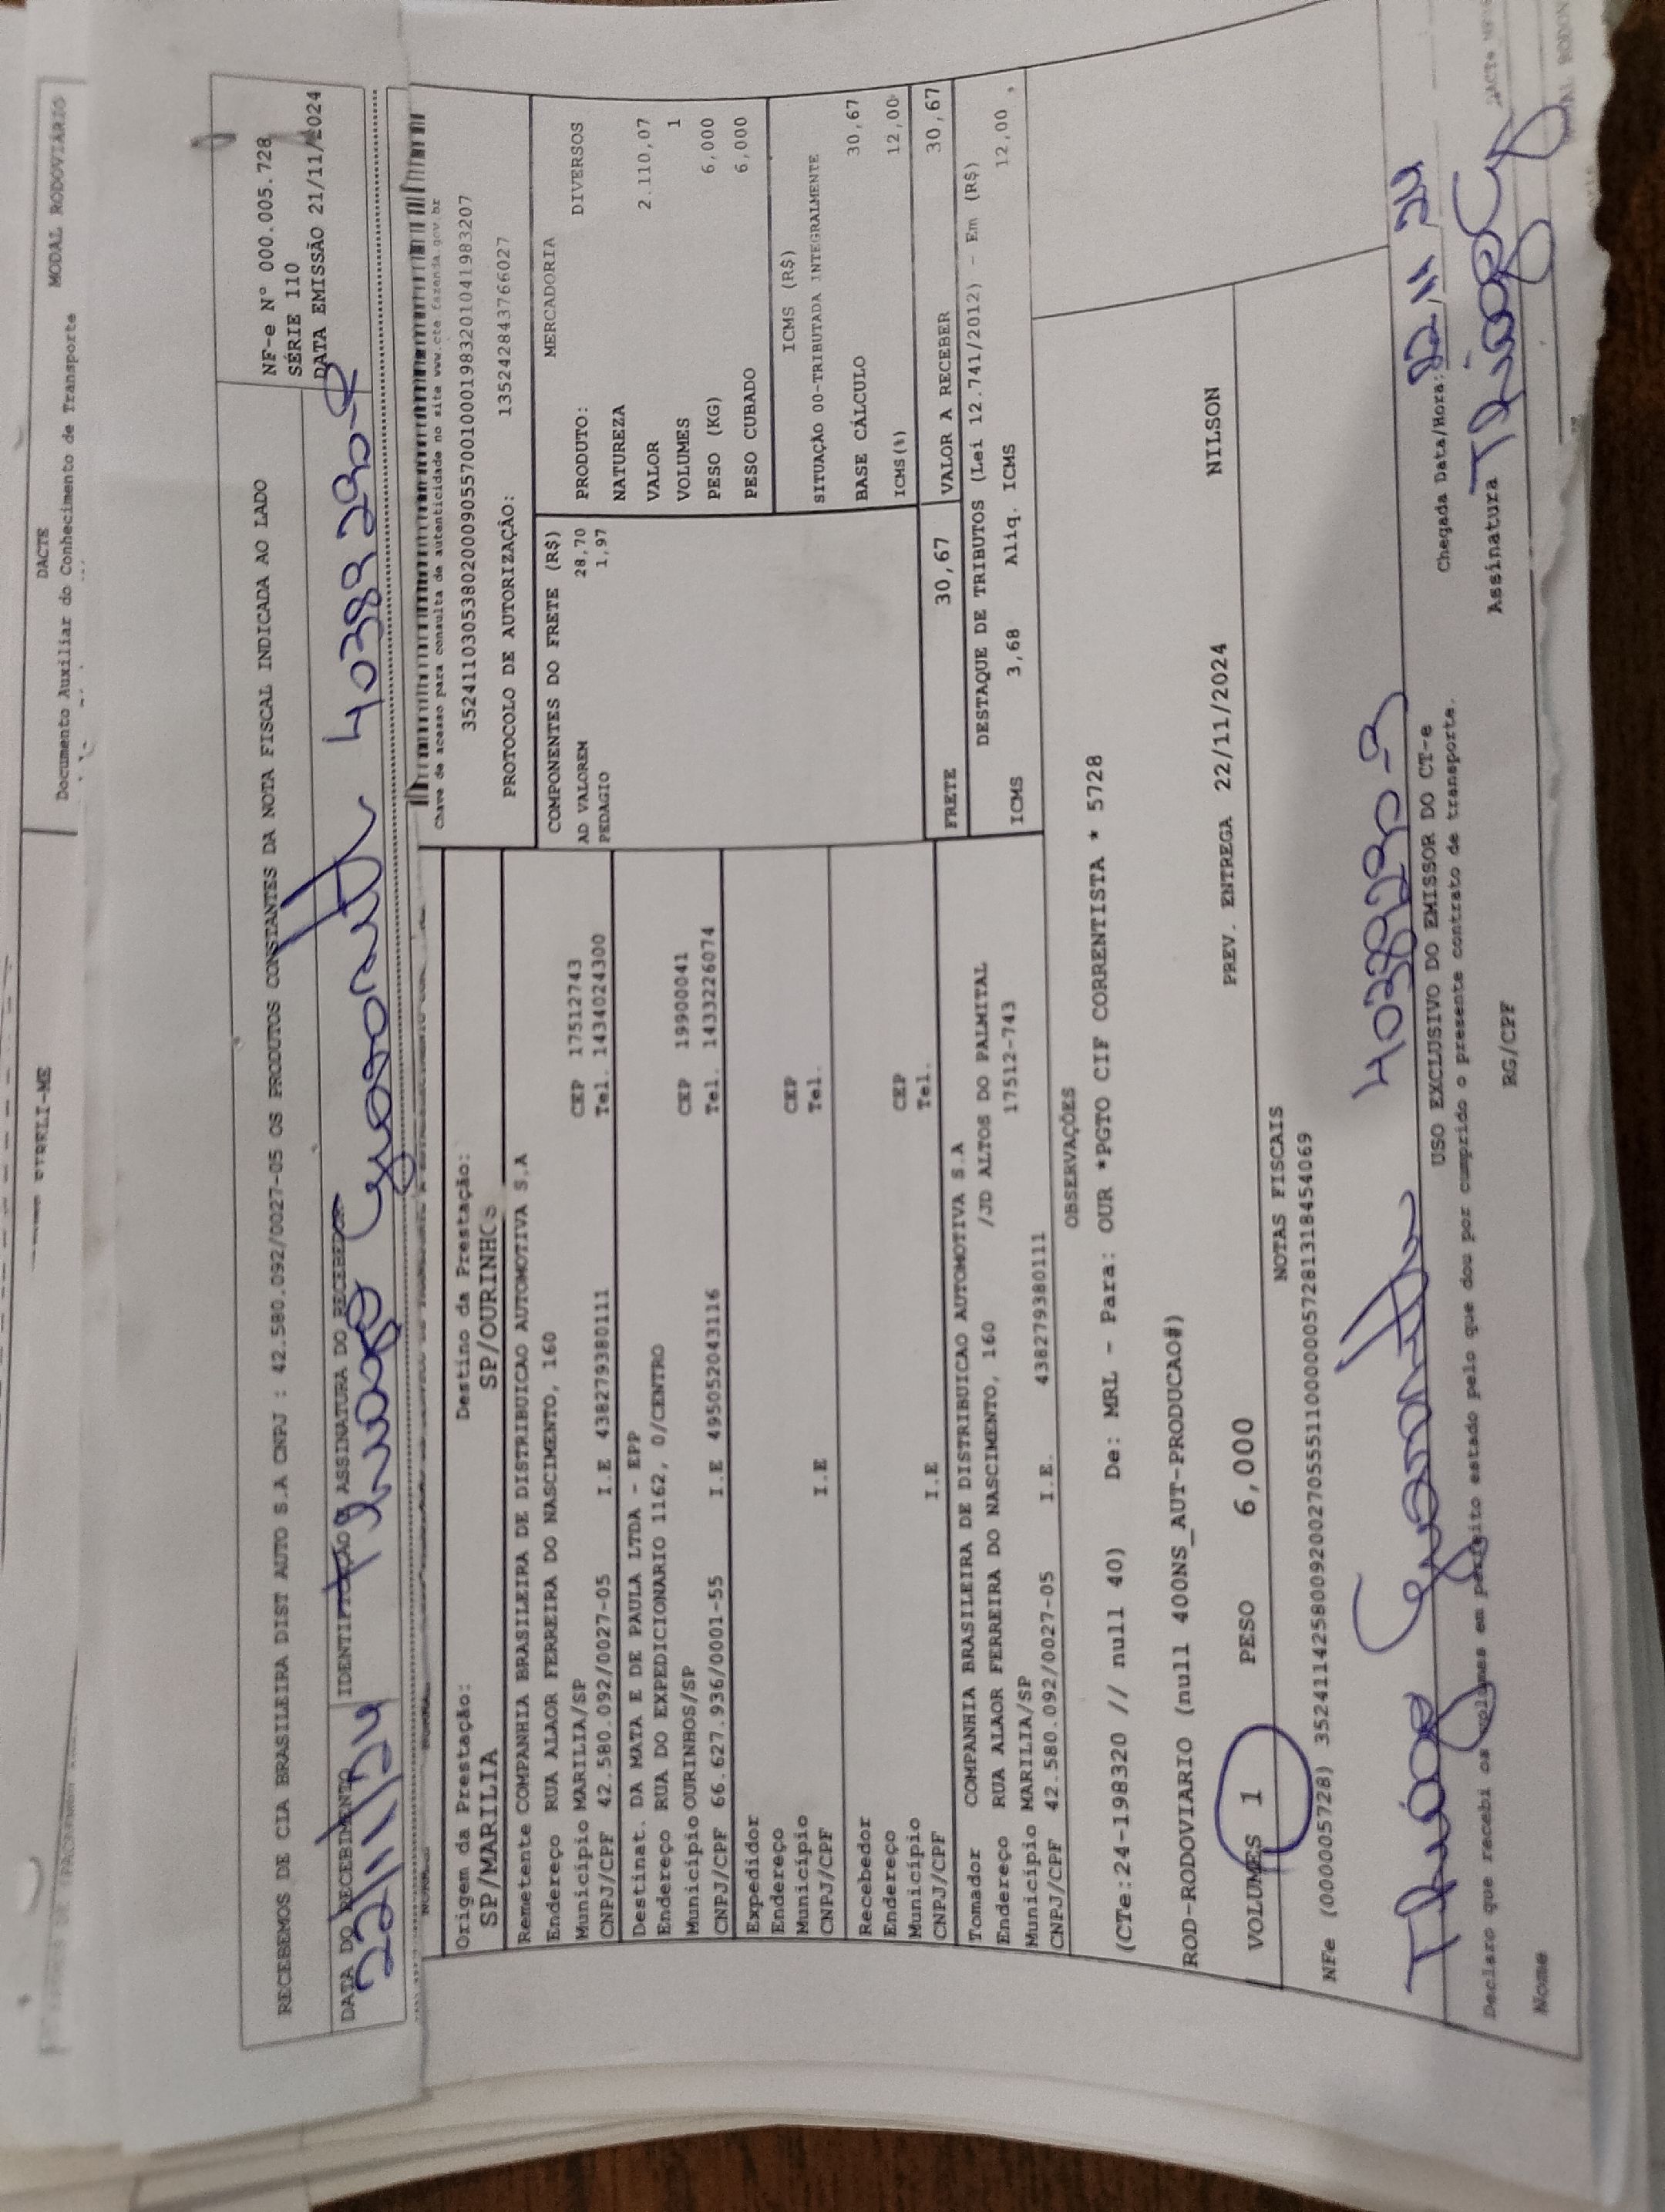 DACTE
Documento Auxiliar do Conhecimento de Transporte
MODAL RODOVIÁRIO
RECEBEMOS DE CIA BRASILEIRA DIST AUTO S.A CNPJ : 42.580.092/0027-05 OS PRODUTOS CONSTANTES DA NOTA FISCAL INDICADA AO LADO
NF-e N° 000.005.728
SÉRIE 110
DATA EMISSÃO 21/11/2024
DATA DO RECEBIMENTO
IDENTIFICAÇÃO E ASSINATURA DO RECEBEDOR
22/11/24
40389290-9
Chave de acesso para consulta de autenticidade no site www.cte.fazenda.gov.br
35241103053802000905570010001983201041983207
PROTOCOLO DE AUTORIZAÇÃO: 135242843766027
Origem da Prestação:
SP/MARILIA
Destino da Prestação:
SP/OURINHOS
Remetente COMPANHIA BRASILEIRA DE DISTRIBUICAO AUTOMOTIVA S.A
Endereço RUA ALAOR FERREIRA DO NASCIMENTO, 160
Município MARILIA/SP CEP 17512743
CNPJ/CPF 42.580.092/0027-05 I.E 438279380111 Tel. 1434024300
Destinat. DA MATA E DE PAULA LTDA - EPP
Endereço RUA DO EXPEDICIONARIO 1162, 0/CENTRO
Município OURINHOS/SP CEP 19900041
CNPJ/CPF 66.627.936/0001-55 I.E 495052043116 Tel. 1433226074
Expedidor
Endereço
Município CEP
CNPJ/CPF I.E Tel.
Recebedor
Endereço
Município CEP
CNPJ/CPF I.E Tel.
Tomador COMPANHIA BRASILEIRA DE DISTRIBUICAO AUTOMOTIVA S.A
Endereço RUA ALAOR FERREIRA DO NASCIMENTO, 160 /JD ALTOS DO PALMITAL
Município MARILIA/SP 17512-743
CNPJ/CPF 42.580.092/0027-05 I.E. 438279380111
COMPONENTES DO FRETE (R$)
AD VALOREM 28,70
PEDAGIO 1,97
MERCADORIA
PRODUTO: DIVERSOS
NATUREZA
VALOR 2.110,07
VOLUMES 1
PESO (KG) 6,000
PESO CUBADO 6,000
ICMS (R$)
SITUAÇÃO 00-TRIBUTADA INTEGRALMENTE
BASE CÁLCULO 30,67
ICMS(%) 12,00
FRETE 30,67 VALOR A RECEBER 30,67
DESTAQUE DE TRIBUTOS (Lei 12.741/2012) - Em (R$)
ICMS 3,68 Aliq. ICMS 12,00
OBSERVAÇÕES
(CTe:24-198320 // null 40) De: MRL - Para: OUR *PGTO CIF CORRENTISTA * 5728
ROD-RODOVIARIO (null 400NS_AUT-PRODUCAO#)
VOLUMES 1 PESO 6,000 PREV. ENTREGA 22/11/2024 NILSON
NOTAS FISCAIS
NFe (000005728) 35241142580092002705551100000057281318454069
Thiago
40389290-9
USO EXCLUSIVO DO EMISSOR DO CT-e
Chegada Data/Hora: 22/11/24
Declaro que recebi os volumes em perfeito estado pelo que dou por cumprido o presente contrato de transporte.
Assinatura Thiago
Nome
RG/CPF